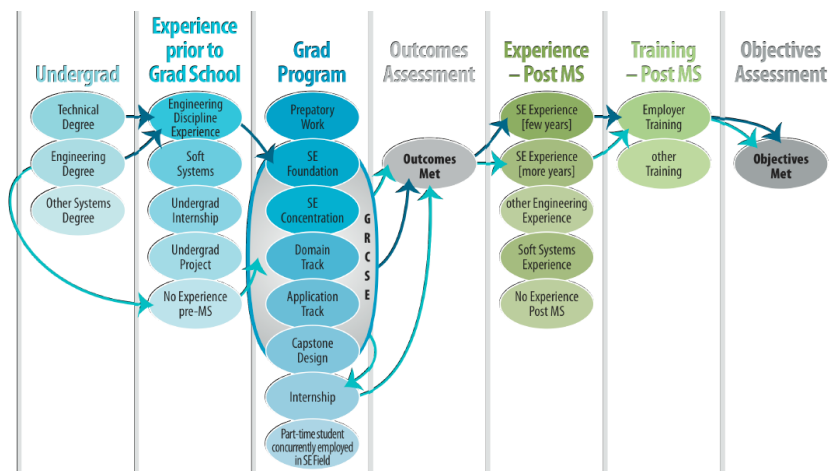 Undergrad
Technical
Degree
Engineering
Degree
Other Systems
Degree
Experience
prior to
Grad School
Engineering
Discipline
Experience
Soft
Systems
Undergrad
Internship
Undergrad
Project
No Experience
pre-MS
Grad
Program
Prepatory
Work
SE
Foundation
SE
Concentration
Domain
Track
Application
Track
Capstone
Design
Internship
Part-time student
concurrently employed
in SE Field
G
R
C
S
E
Outcomes
Assessment
Outcomes
Met
Experience
– Post MS
SE Experience
[few years]
SE Experience
[more years]
other Engineering
Experience
Soft Systems
Experience
No Experience
Post MS
Training
– Post MS
Employer
Training
other
Training
Objectives
Assessment
Objectives
Met